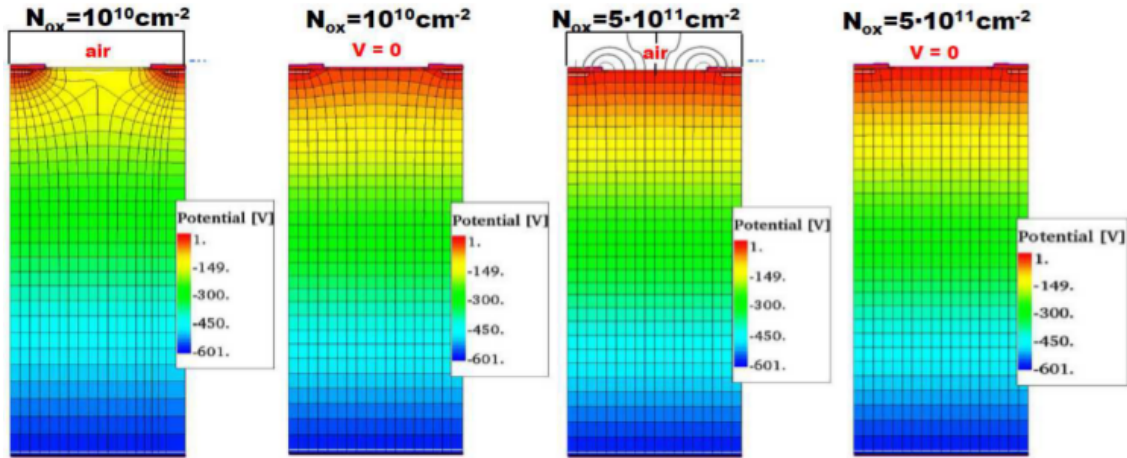 Nox=10¹⁰cm⁻²
air
Potential [V]
1.
-149.
-300.
-450.
-601.
Nox=10¹⁰cm⁻²
V = 0
Potential [V]
1.
-149.
-300.
-450.
-601.
Nox=5·10¹¹cm⁻²
air
Potential [V]
1.
-149.
-300.
-450.
-601.
Nox=5·10¹¹cm⁻²
V = 0
Potential [V]
1.
-149.
-300.
-450.
-601.